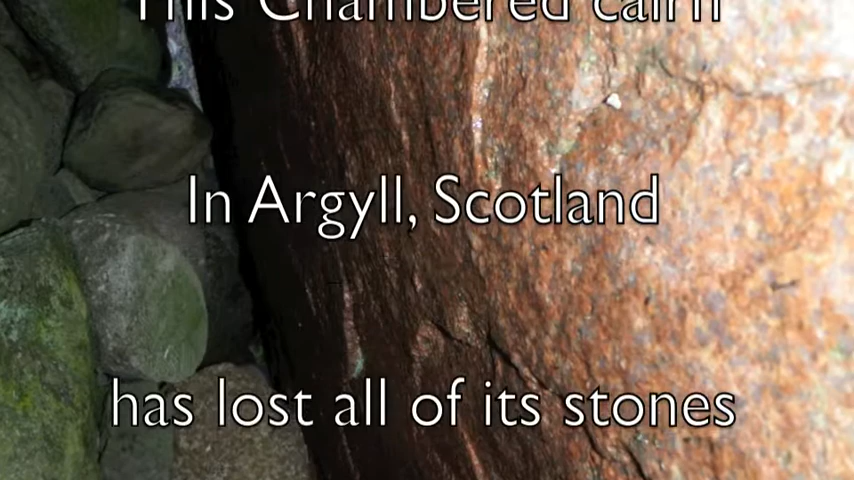 This Chambered cairn
In Argyll, Scotland
has lost all of its stones